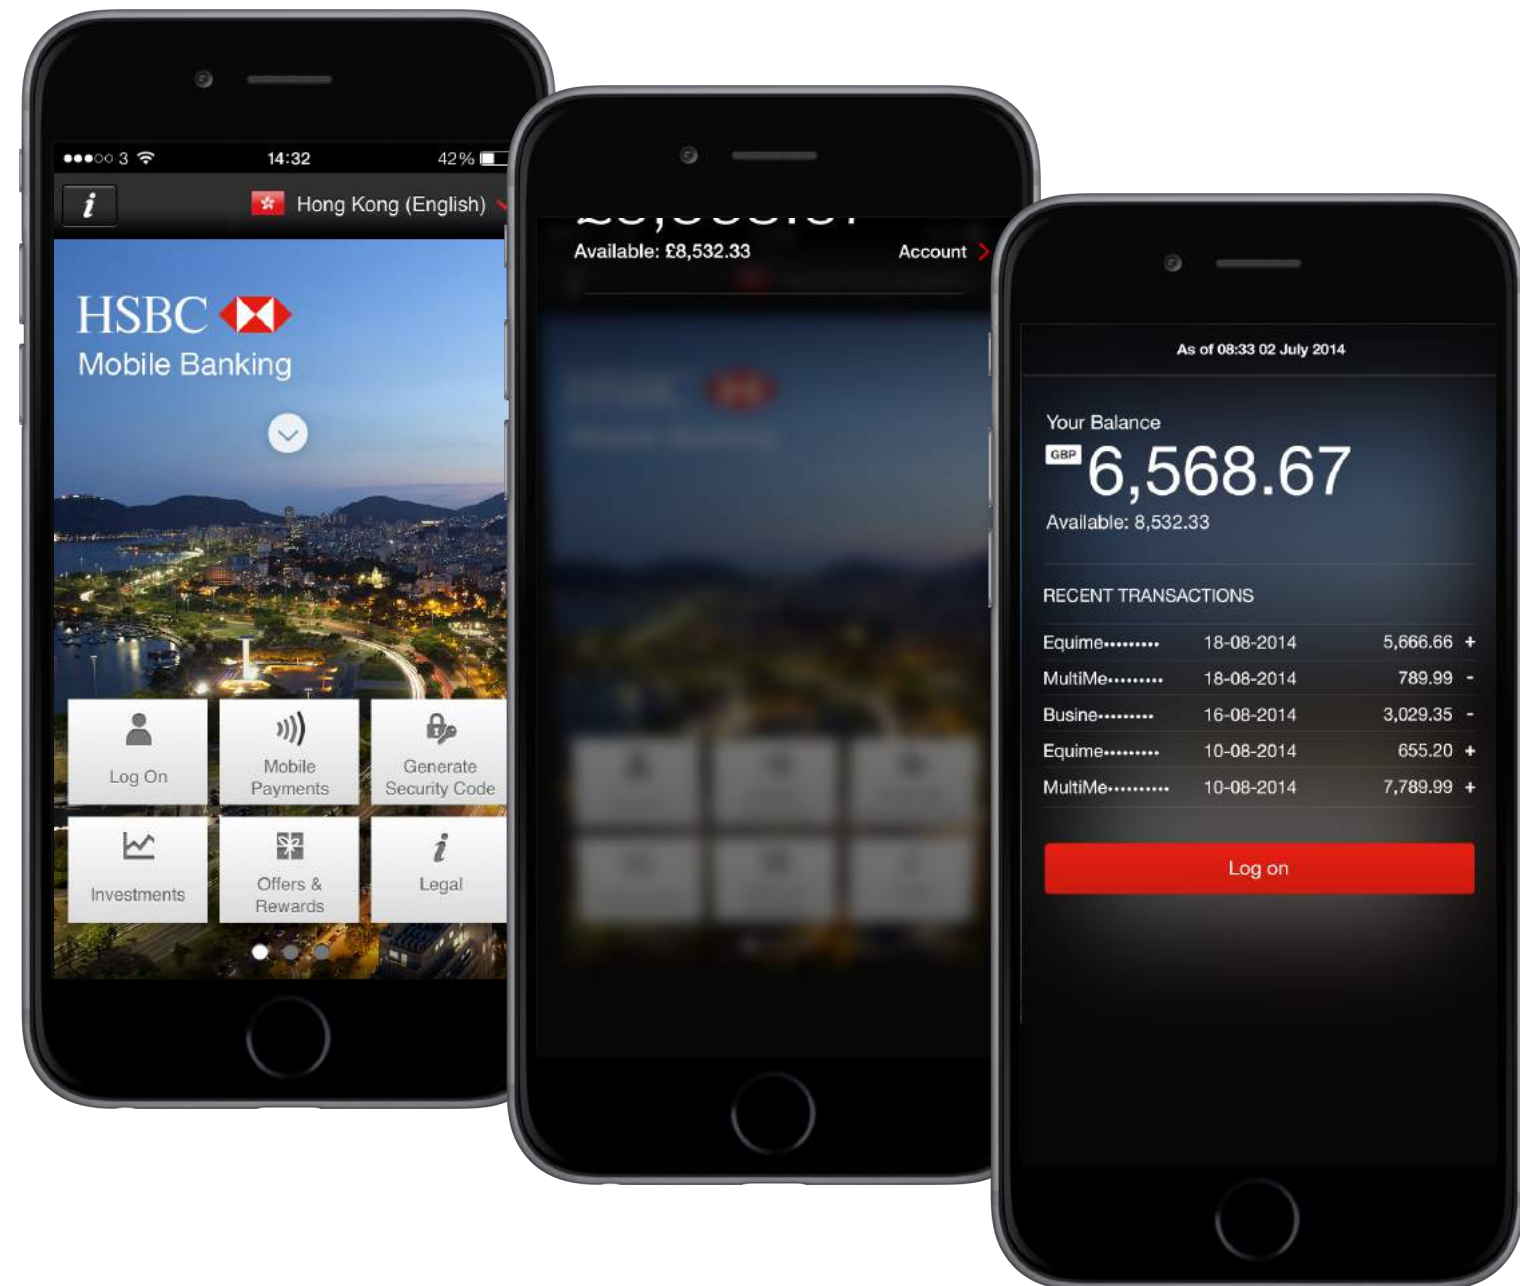 ●●●○○ 3 14:32 42%
i Hong Kong (English)
HSBC
Mobile Banking
Log On
Mobile
Payments
Generate
Security Code
Investments
Offers &
Rewards
i
Legal
Available: £8,532.33 Account
As of 08:33 02 July 2014
Your Balance
GBP 6,568.67
Available: 8,532.33
RECENT TRANSACTIONS
Equime••••••••• 18-08-2014 5,666.66 +
MultiMe••••••••• 18-08-2014 789.99 -
Busine••••••••• 16-08-2014 3,029.35 -
Equime••••••••• 10-08-2014 655.20 +
MultiMe•••••••••• 10-08-2014 7,789.99 +
Log on